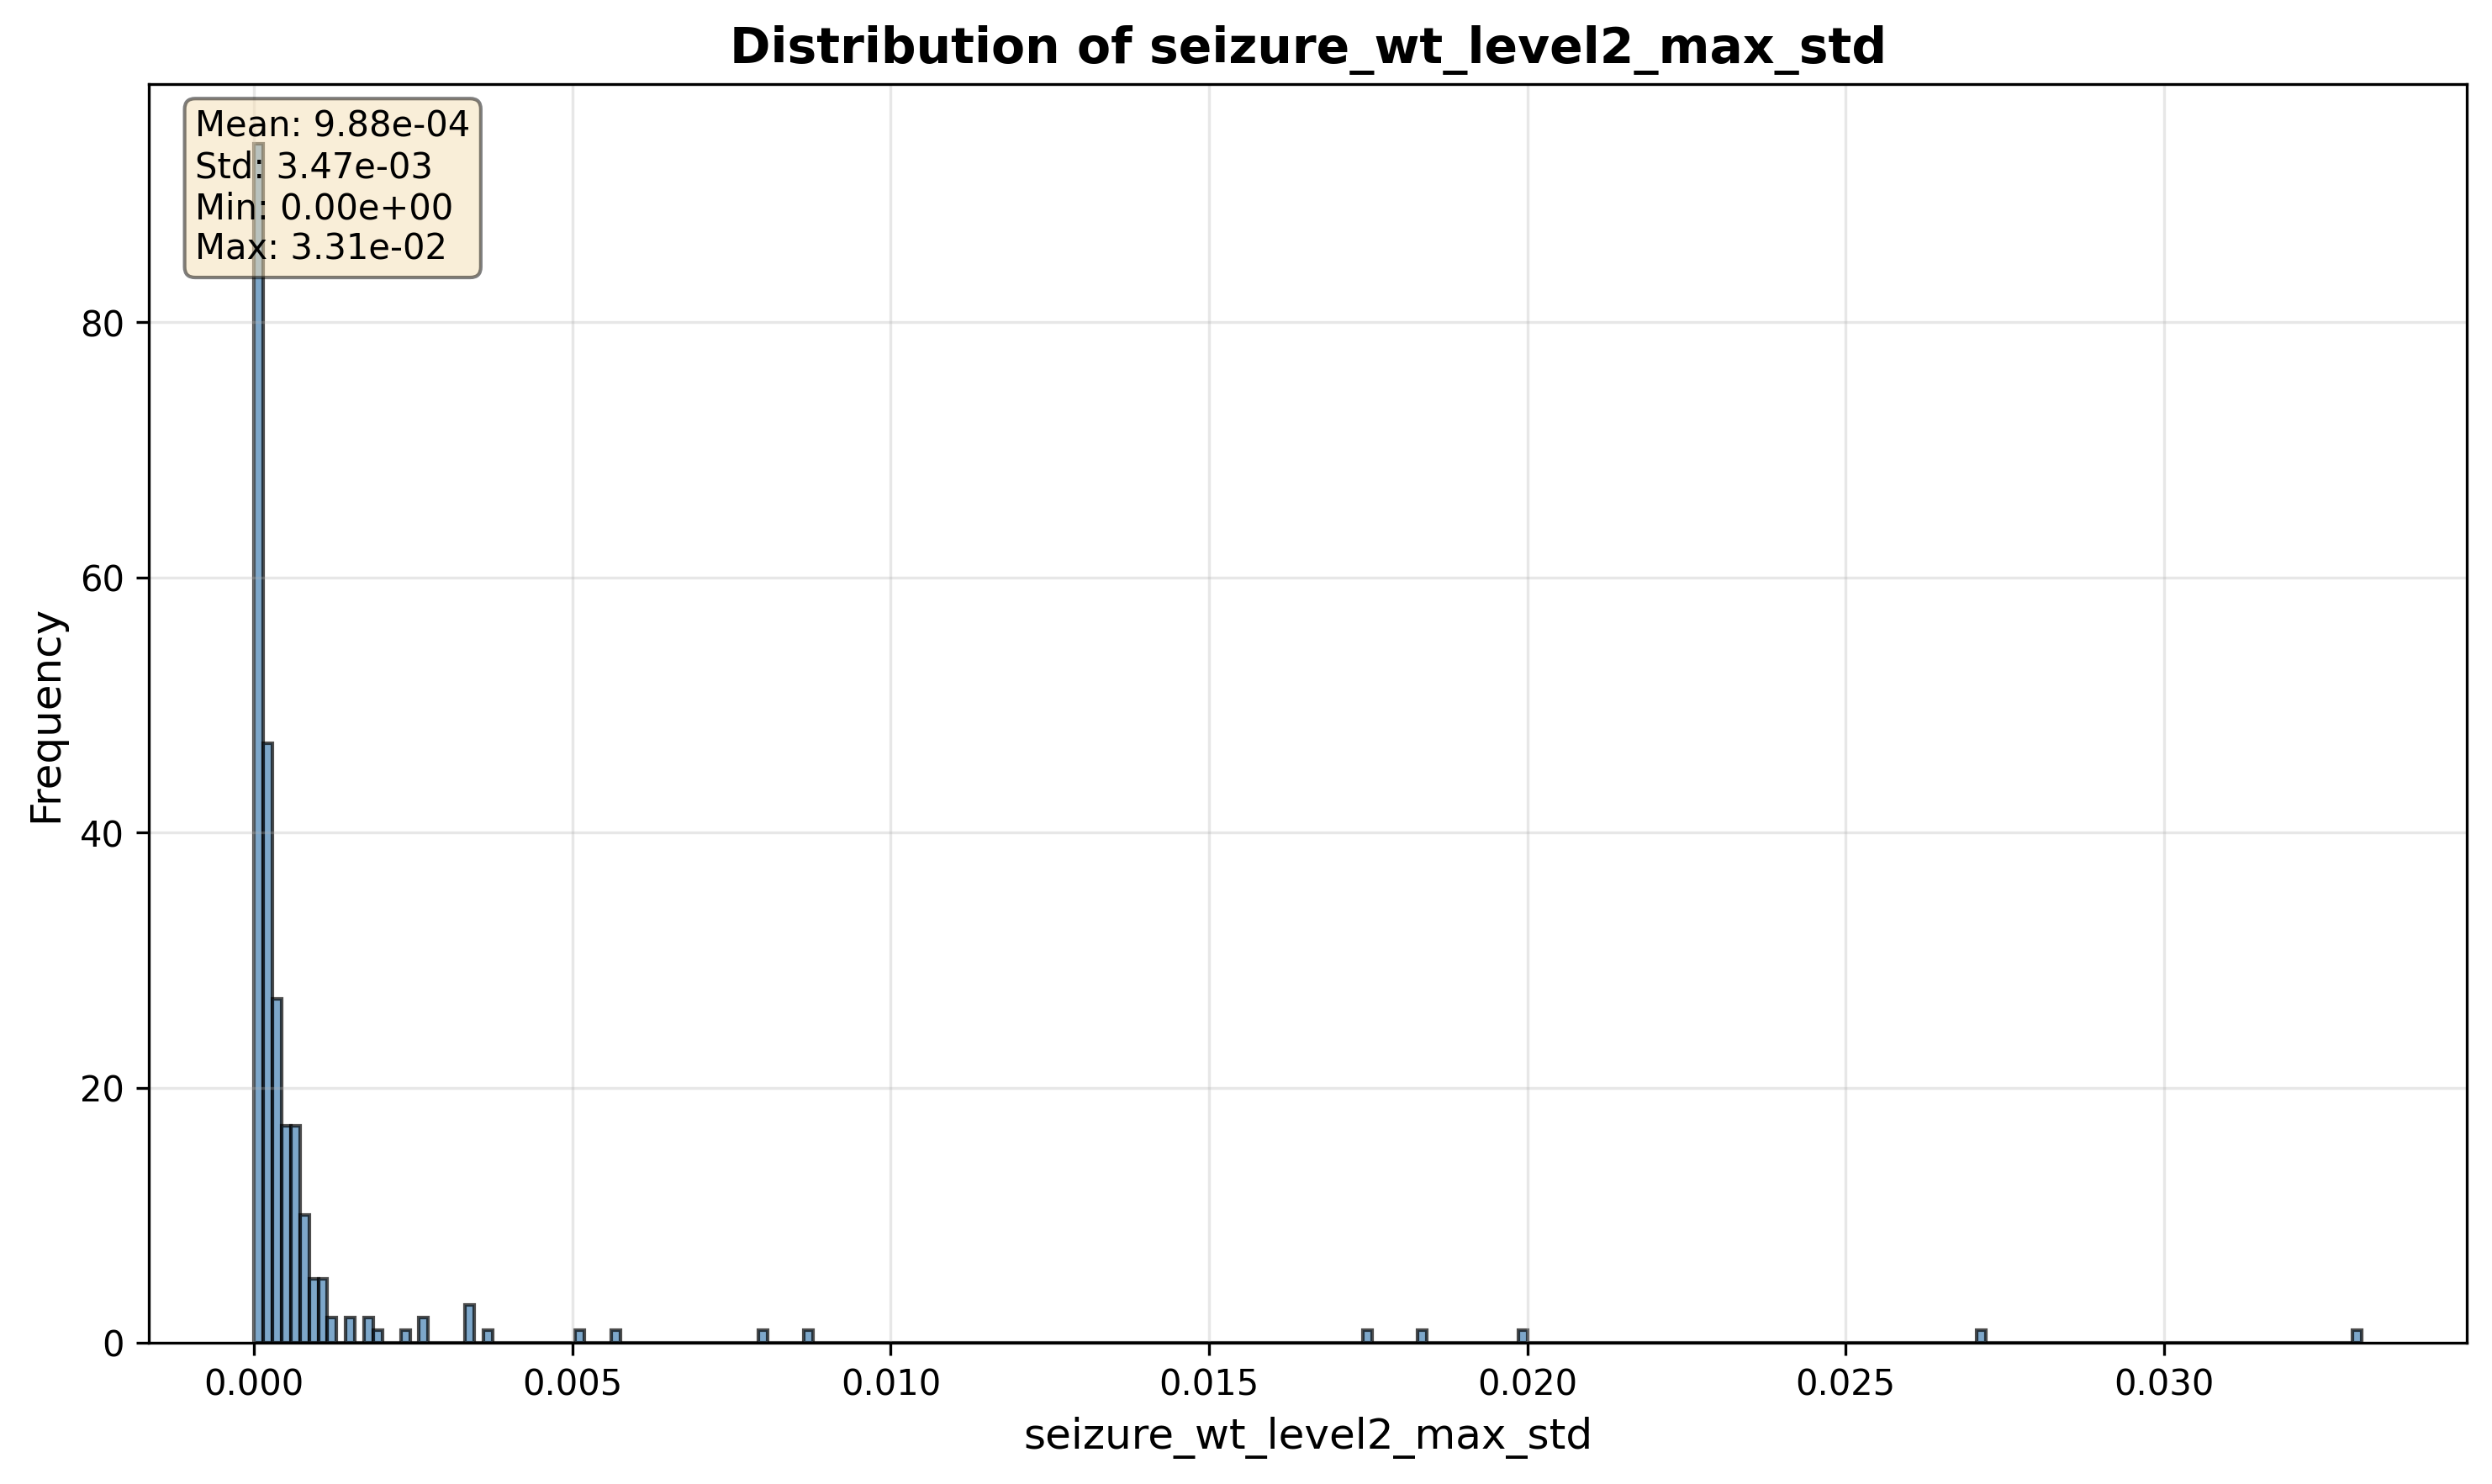 Distribution of seizure_wt_level2_max_std
Mean: 9.88e-04
Std: 3.47e-03
Min: 0.00e+00
Max: 3.31e-02
80
60
40
20
0
Frequency
0.000 0.005 0.010 0.015 0.020 0.025 0.030
seizure_wt_level2_max_std